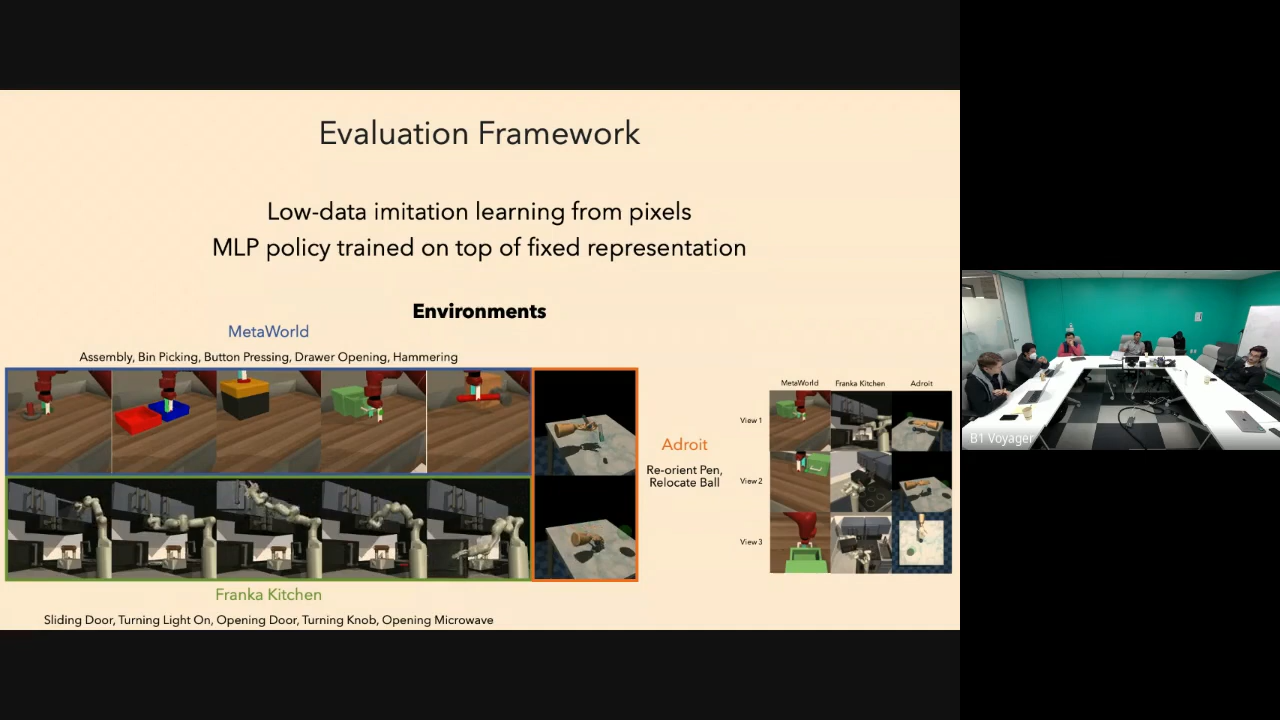 Evaluation Framework
Low-data imitation learning from pixels
MLP policy trained on top of fixed representation
Environments
MetaWorld
Assembly, Bin Picking, Button Pressing, Drawer Opening, Hammering
Adroit
Re-orient Pen,
Relocate Ball
Franka Kitchen
Sliding Door, Turning Light On, Opening Door, Turning Knob, Opening Microwave
MetaWorld Franka Kitchen Adroit
View 1
View 2
View 3
B1 Voyager